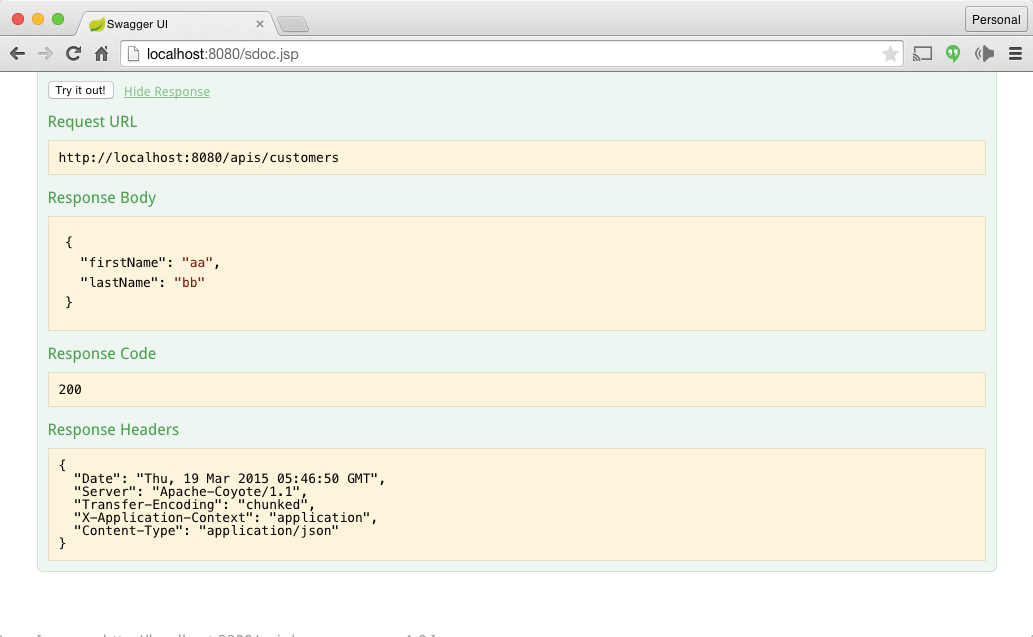 Swagger UI
Personal
localhost:8080/sdoc.jsp
Try it out! Hide Response
Request URL
http://localhost:8080/apis/customers
Response Body
{
"firstName": "aa",
"lastName": "bb"
}
Response Code
200
Response Headers
{
"Date": "Thu, 19 Mar 2015 05:46:50 GMT",
"Server": "Apache-Coyote/1.1",
"Transfer-Encoding": "chunked",
"X-Application-Context": "application",
"Content-Type": "application/json"
}